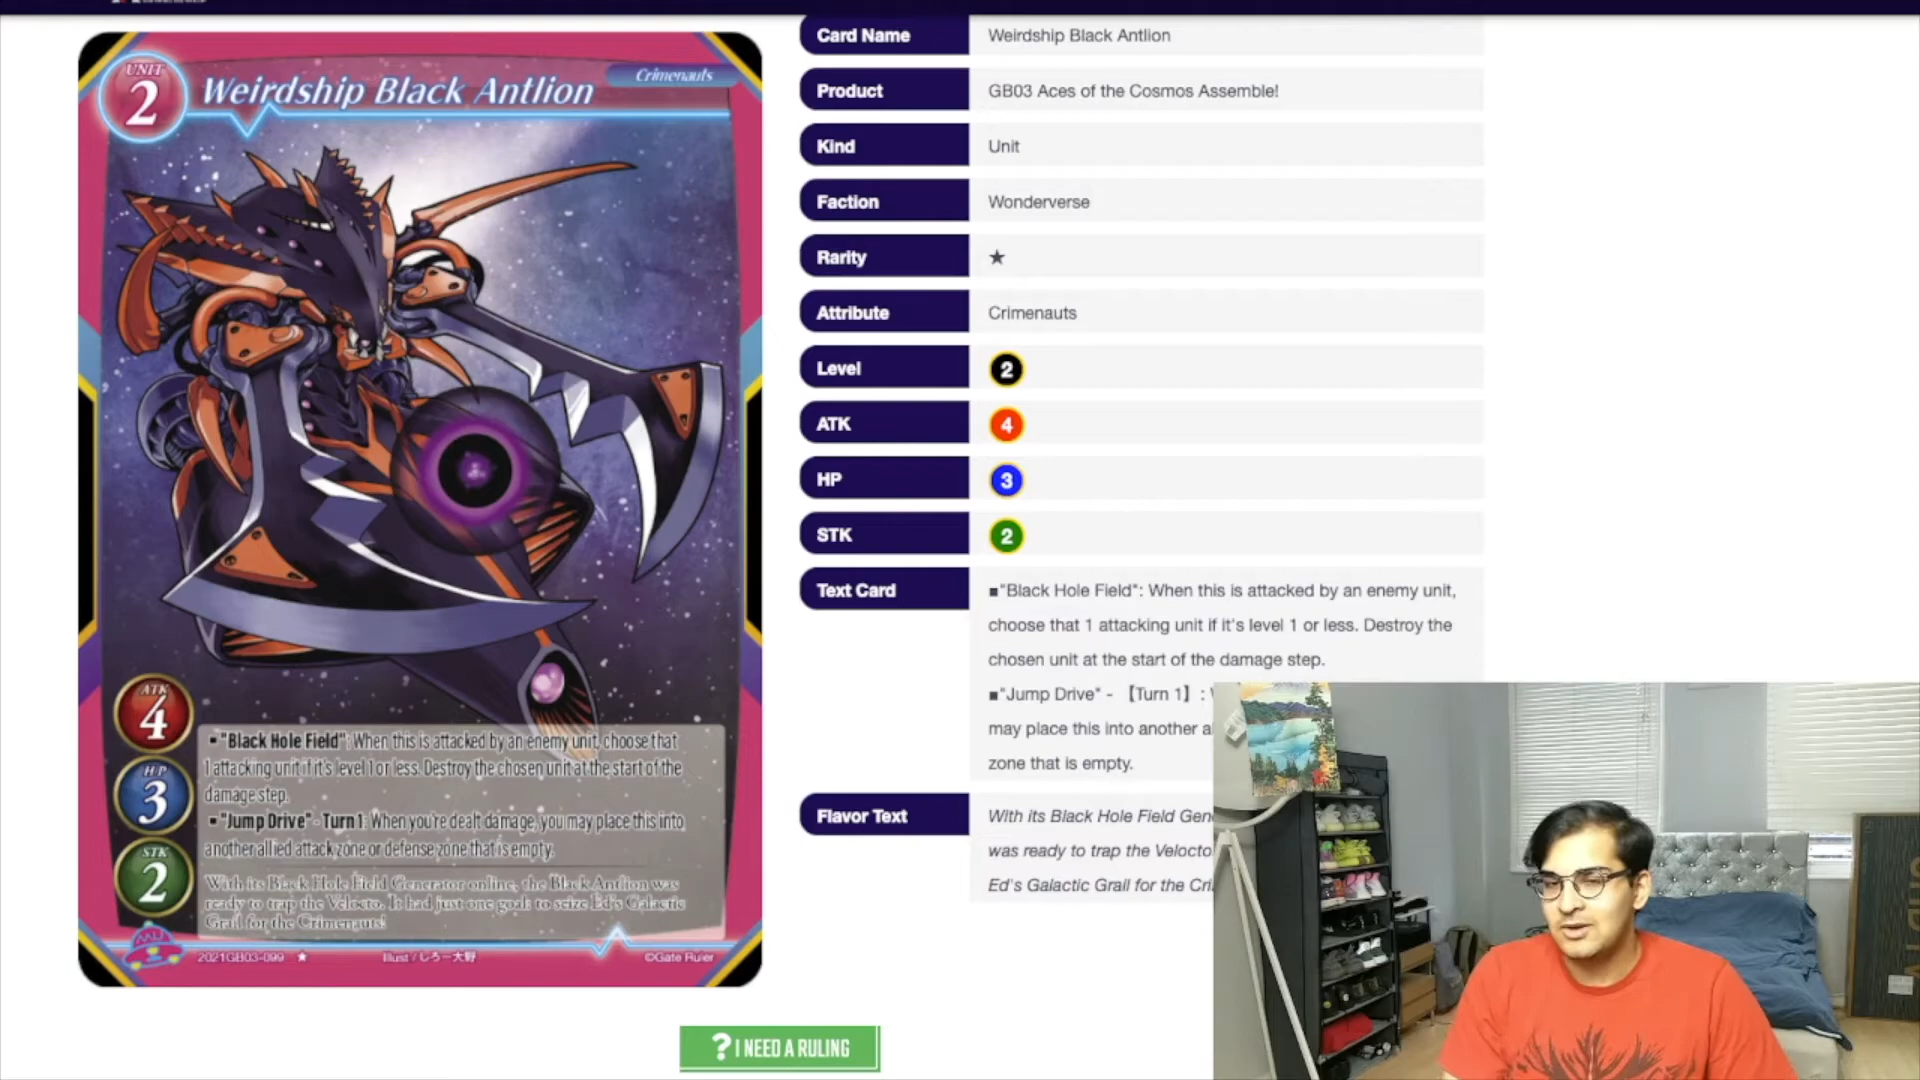 UNIT
2
Weirdship Black Antlion
Crimenauts
ATK
4
HP
3
STK
2
▪ "Black Hole Field": When this is attacked by an enemy unit, choose that
1 attacking unit if it's level 1 or less. Destroy the chosen unit at the start of the
damage step.
▪ "Jump Drive" - Turn 1: When you're dealt damage, you may place this into
another allied attack zone or defense zone that is empty.
With its Black Hole Field Generator online, the Black Antlion was
ready to trap the Velocto. It had just one goal: to seize Ed's Galactic
Grail for the Crimenauts!
2021GB03-099 ★
Illust / しろー大野
©Gate Ruler
Card Name Weirdship Black Antlion
Product GB03 Aces of the Cosmos Assemble!
Kind Unit
Faction Wonderverse
Rarity ★
Attribute Crimenauts
Level 2
ATK 4
HP 3
STK 2
Text Card ■"Black Hole Field": When this is attacked by an enemy unit,
choose that 1 attacking unit if it's level 1 or less. Destroy the
chosen unit at the start of the damage step.
■"Jump Drive" - 【Turn 1】:
may place this into another
zone that is empty.
Flavor Text With its Black Hole Field
was ready to trap the
Ed's Galactic Grail for the
? I NEED A RULING